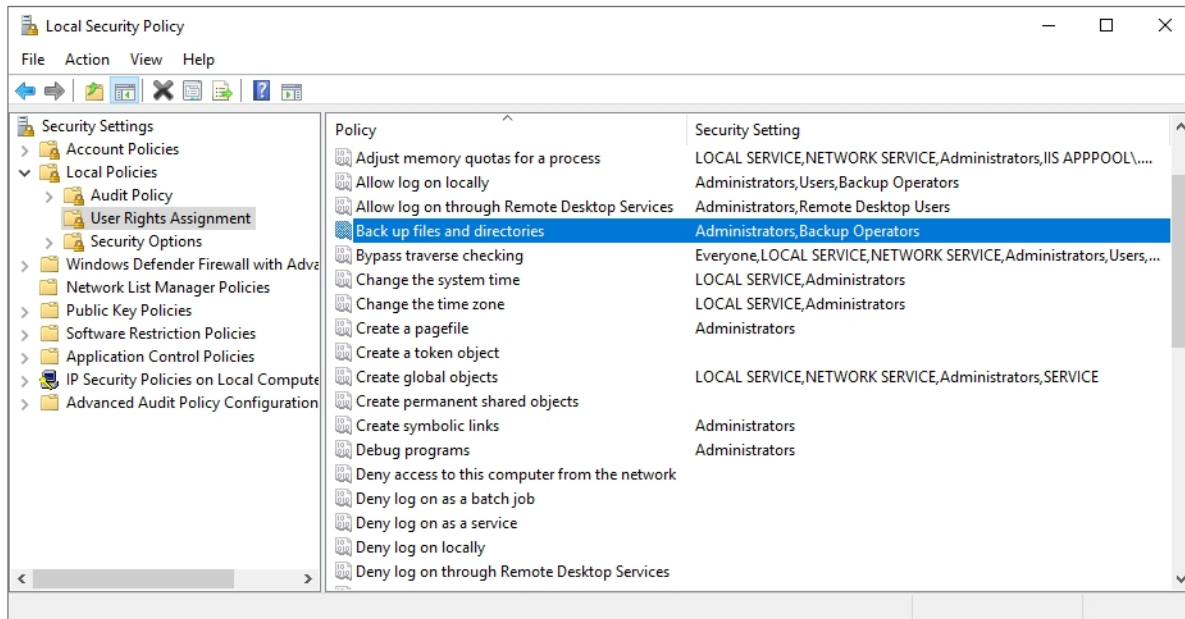 Local Security Policy
File Action View Help
Security Settings
Account Policies
Local Policies
Audit Policy
User Rights Assignment
Security Options
Windows Defender Firewall with Adva
Network List Manager Policies
Public Key Policies
Software Restriction Policies
Application Control Policies
IP Security Policies on Local Compute
Advanced Audit Policy Configuration
Policy Security Setting
Adjust memory quotas for a process LOCAL SERVICE,NETWORK SERVICE,Administrators,IIS APPPOOL\....
Allow log on locally Administrators,Users,Backup Operators
Allow log on through Remote Desktop Services Administrators,Remote Desktop Users
Back up files and directories Administrators,Backup Operators
Bypass traverse checking Everyone,LOCAL SERVICE,NETWORK SERVICE,Administrators,Users,...
Change the system time LOCAL SERVICE,Administrators
Change the time zone LOCAL SERVICE,Administrators
Create a pagefile Administrators
Create a token object
Create global objects LOCAL SERVICE,NETWORK SERVICE,Administrators,SERVICE
Create permanent shared objects
Create symbolic links Administrators
Debug programs Administrators
Deny access to this computer from the network
Deny log on as a batch job
Deny log on as a service
Deny log on locally
Deny log on through Remote Desktop Services